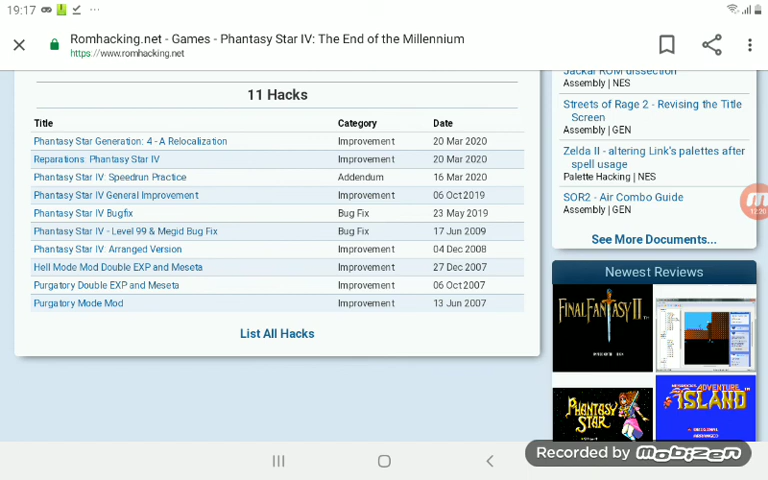 19:17
Romhacking.net - Games - Phantasy Star IV: The End of the Millennium
https://www.romhacking.net
11 Hacks
Title Category Date
Phantasy Star Generation: 4 - A Relocalization Improvement 20 Mar 2020
Reparations: Phantasy Star IV Improvement 20 Mar 2020
Phantasy Star IV: Speedrun Practice Addendum 16 Mar 2020
Phantasy Star IV General Improvement Improvement 06 Oct 2019
Phantasy Star IV Bugfix Bug Fix 23 May 2019
Phantasy Star IV - Level 99 & Megid Bug Fix Bug Fix 17 Jun 2009
Phantasy Star IV: Arranged Version Improvement 04 Dec 2008
Hell Mode Mod Double EXP and Meseta Improvement 27 Dec 2007
Purgatory Double EXP and Meseta Improvement 06 Oct 2007
Purgatory Mode Mod Improvement 13 Jun 2007
List All Hacks
Jackal ROM dissection
Assembly | NES
Streets of Rage 2 - Revising the Title
Screen
Assembly | GEN
Zelda II - altering Link's palettes after
spell usage
Palette Hacking | NES
SOR2 - Air Combo Guide
Assembly | GEN
See More Documents...
Newest Reviews
FINAL FANTASY II
PHANTASY
STAR
ADVENTURE
ISLAND
12:20
Recorded by mobizen